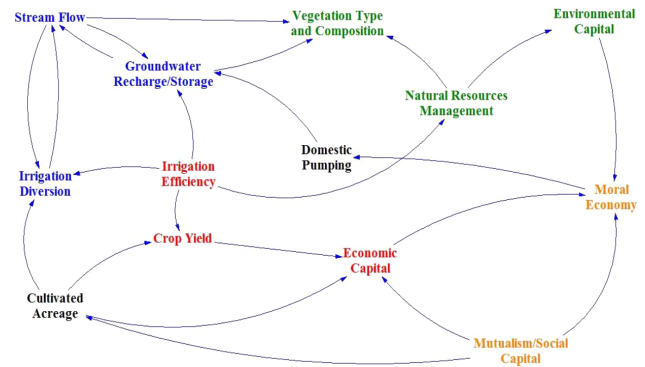 Stream Flow
Vegetation Type
and Composition
Environmental
Capital
Groundwater
Recharge/Storage
Natural Resources
Management
Domestic
Pumping
Irrigation
Diversion
Irrigation
Efficiency
Moral
Economy
Crop Yield
Economic
Capital
Cultivated
Acreage
Mutualism/Social
Capital